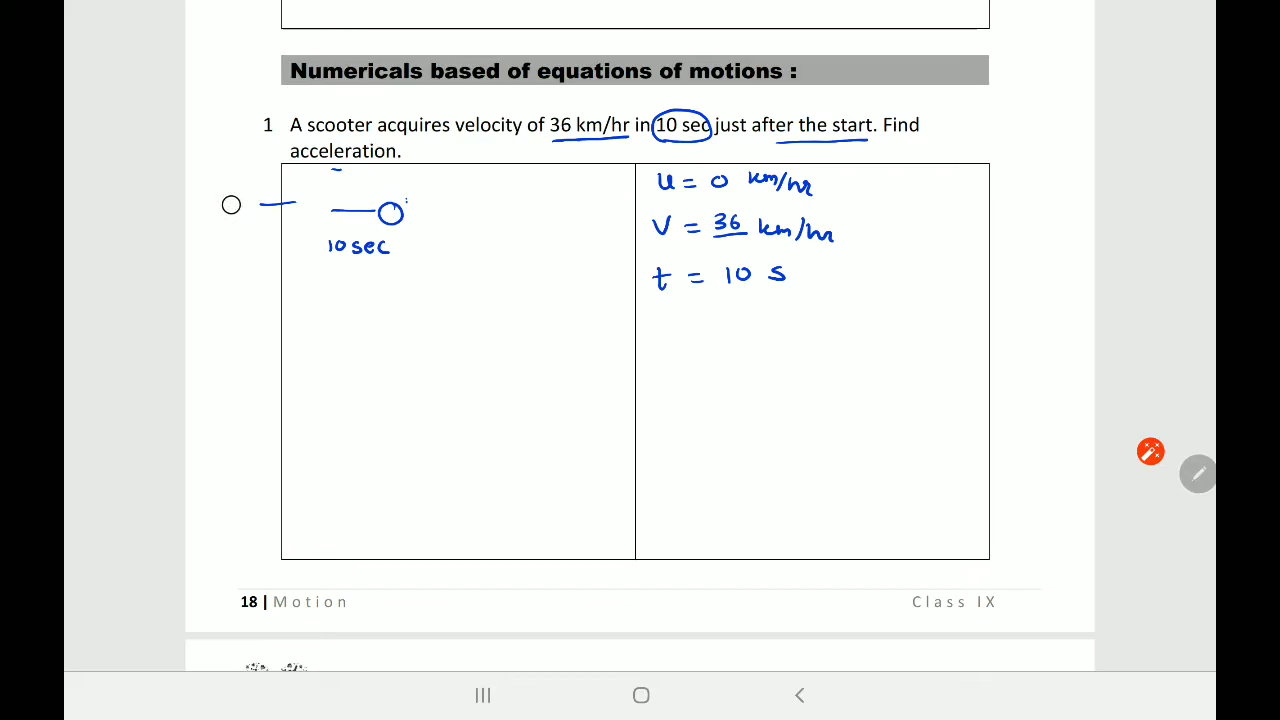 Numericals based of equations of motions :
1 A scooter acquires velocity of 36 km/hr in 10 sec just after the start. Find
acceleration.
10 sec
u = 0 km/hr
v = 36 km/hr
t = 10 s
18 | Motion
Class IX